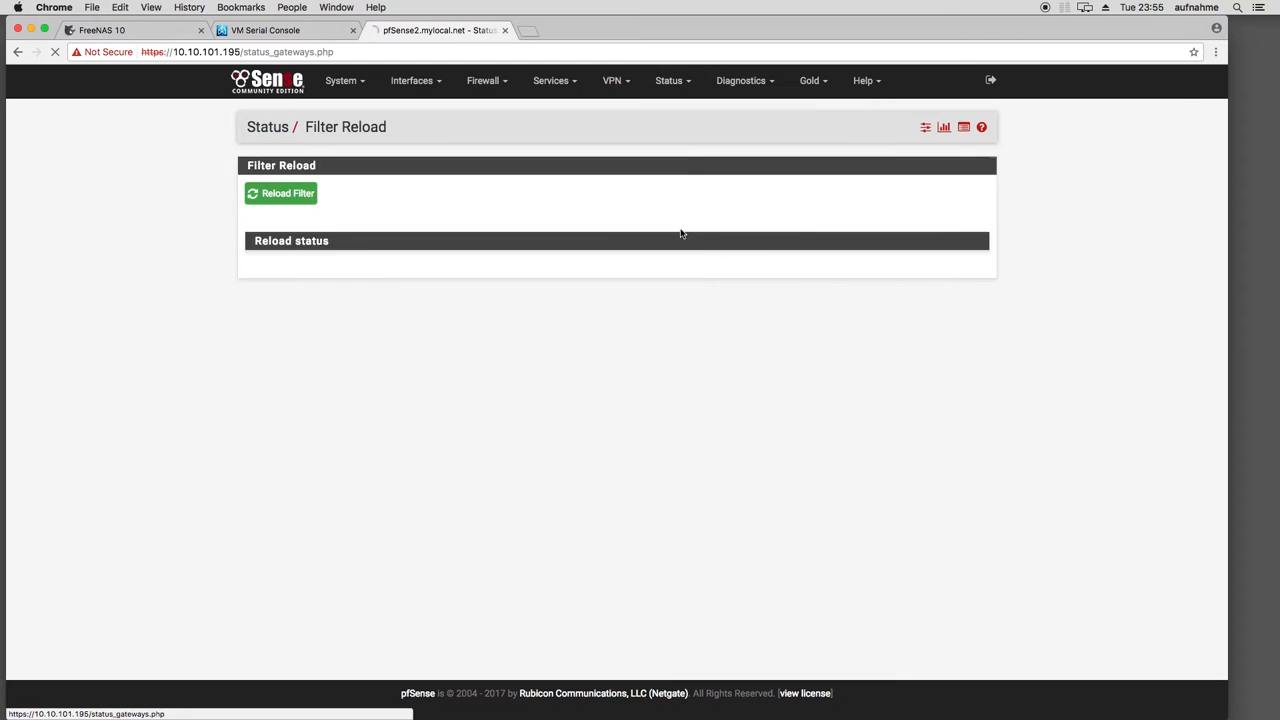 Chrome File Edit View History Bookmarks People Window Help Tue 23:55 aufnahme
FreeNAS 10 VM Serial Console pfSense2.mylocal.net - Status:
Not Secure https://10.10.101.195/status_gateways.php
Sense
COMMUNITY EDITION
System Interfaces Firewall Services VPN Status Diagnostics Gold Help
Status / Filter Reload
Filter Reload
Reload Filter
Reload status
pfSense is © 2004 - 2017 by Rubicon Communications, LLC (Netgate). All Rights Reserved. [view license]
https://10.10.101.195/status_gateways.php